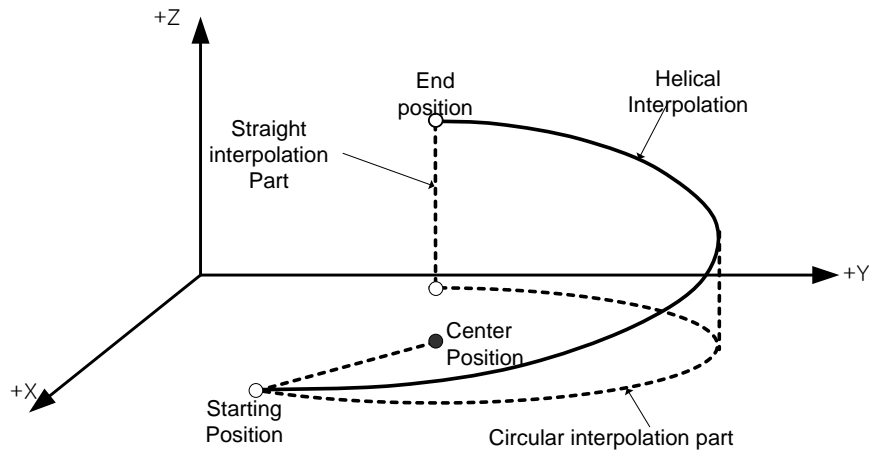 +Z
End
position
Helical
Interpolation
Straight
interpolation
Part
+Y
Center
Position
+X
Starting
Position
Circular interpolation part